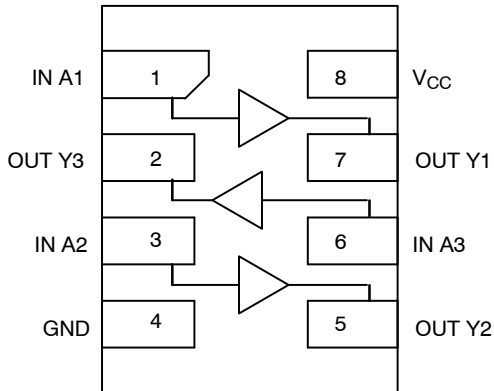 IN A1 1 8 VCC
OUT Y3 2 7 OUT Y1
IN A2 3 6 IN A3
GND 4 5 OUT Y2